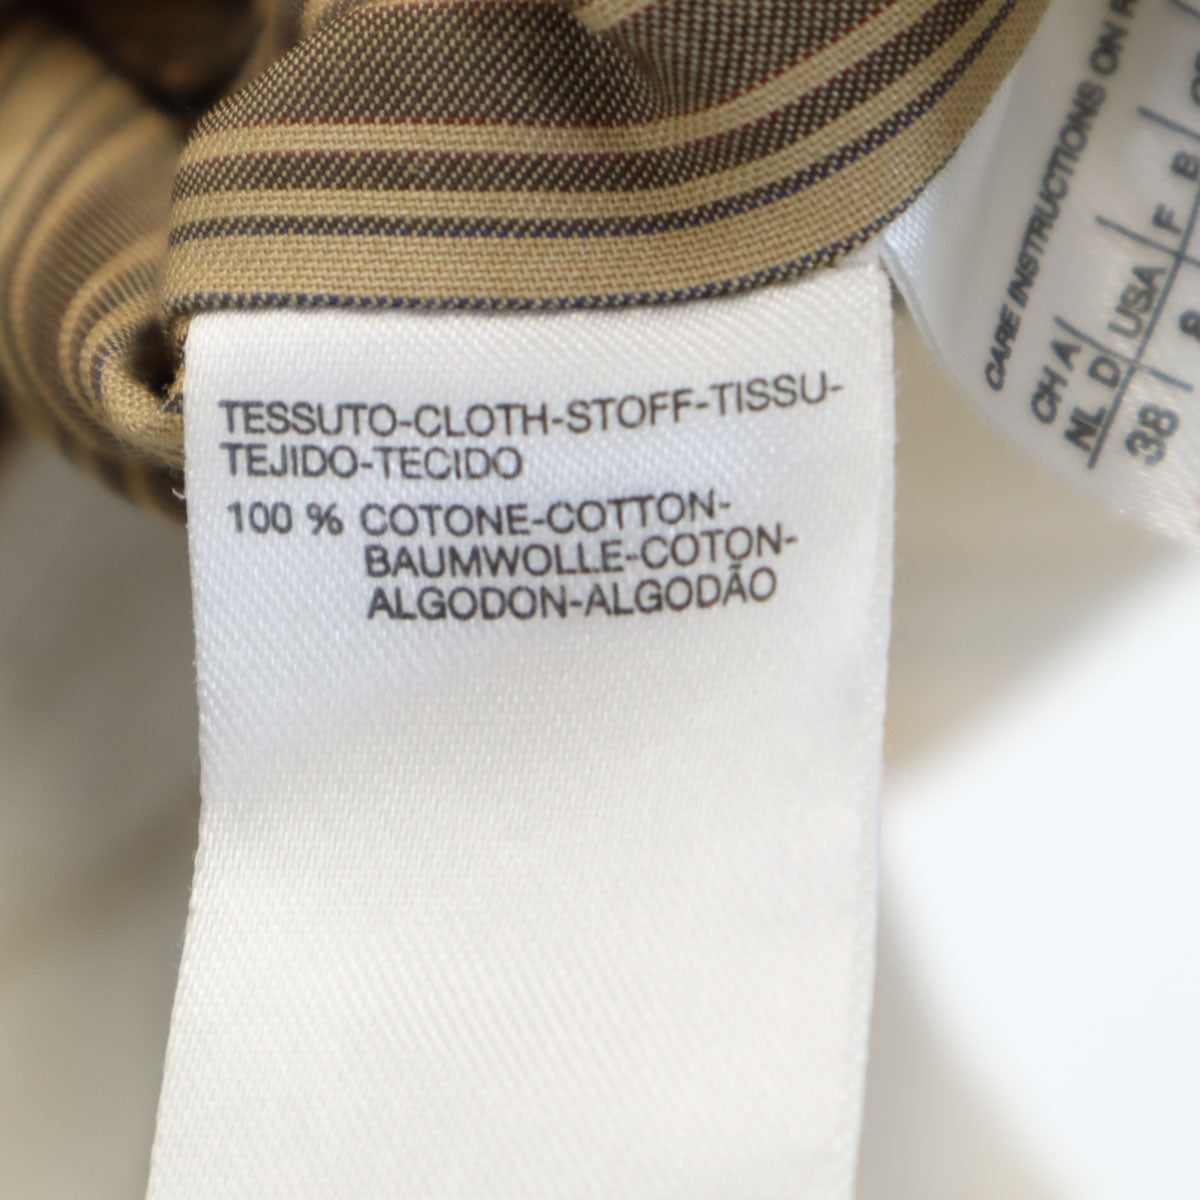 TESSUTO-CLOTH-STOFF-TISSU-
TEJIDO-TECIDO
100 % COTONE-COTTON-
BAUMWOLLE-COTON-
ALGODON-ALGODÃO
CARE INSTRUCTIONS ON
CH A
NL D
USA
F
B
38
8